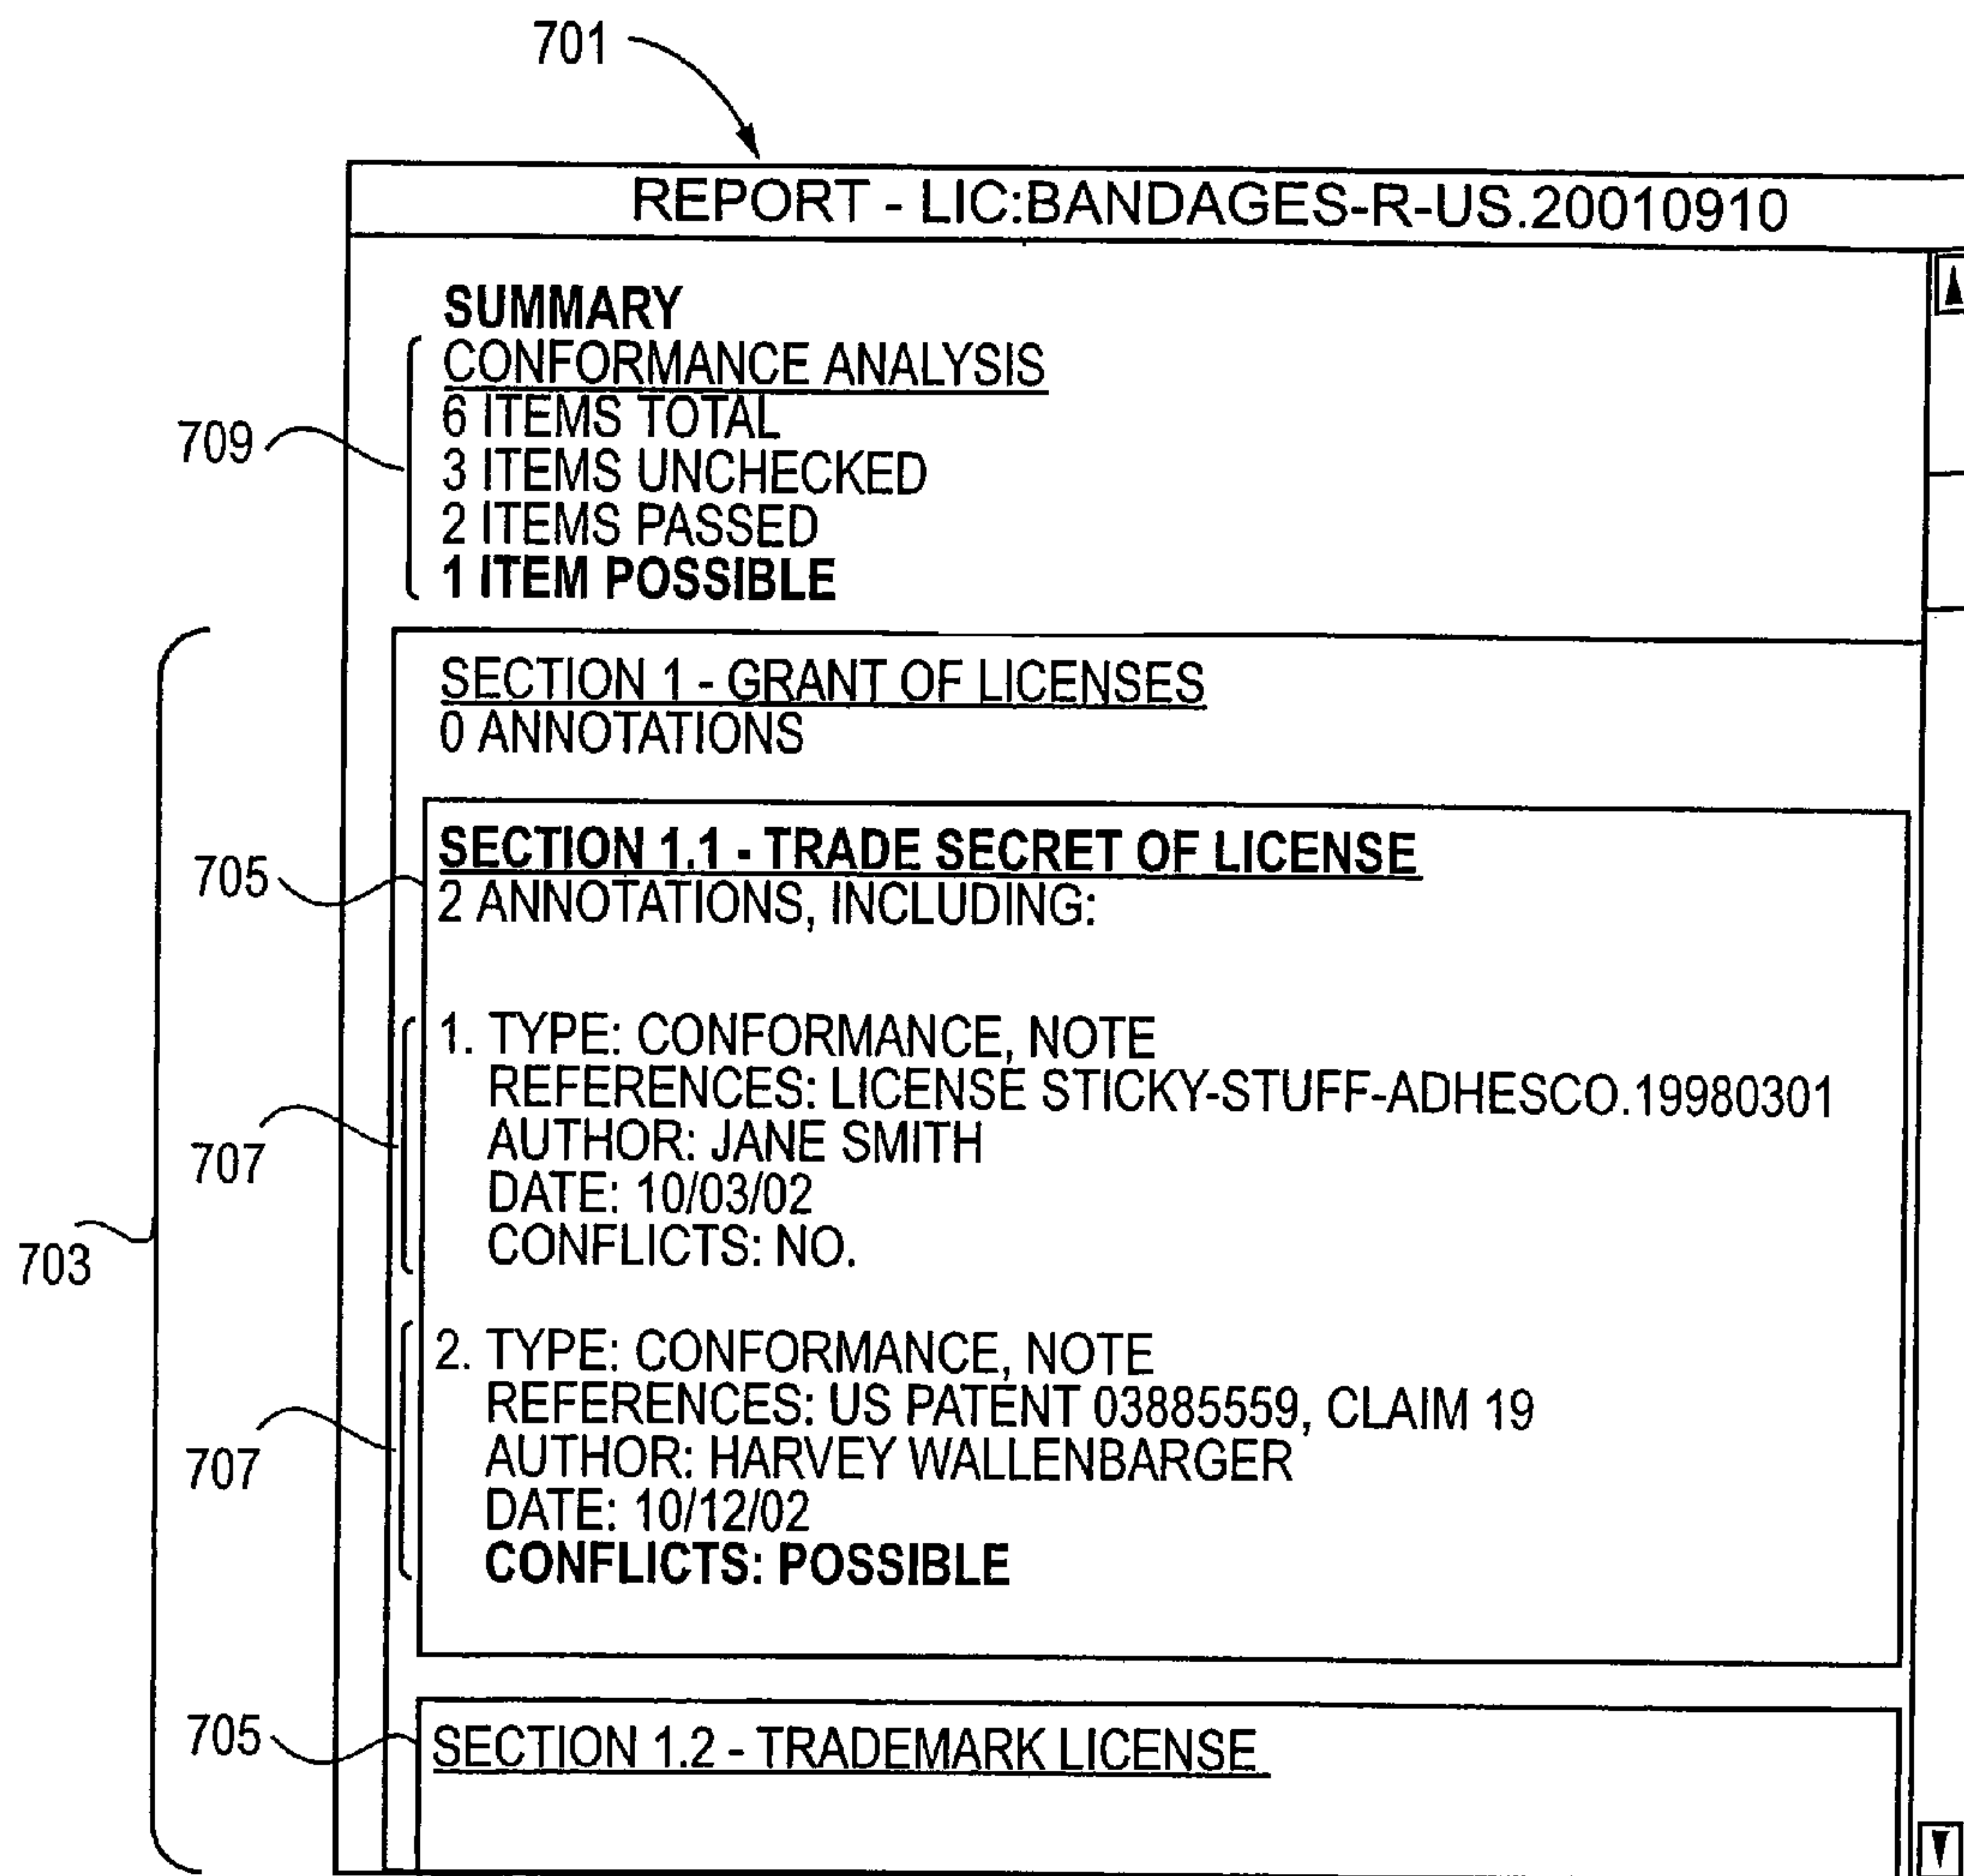 701
REPORT - LIC:BANDAGES-R-US.20010910
SUMMARY
CONFORMANCE ANALYSIS
6 ITEMS TOTAL
709
3 ITEMS UNCHECKED
2 ITEMS PASSED
1 ITEM POSSIBLE
SECTION 1 - GRANT OF LICENSES
0 ANNOTATIONS
SECTION 1.1 - TRADE SECRET OF LICENSE
705
2 ANNOTATIONS, INCLUDING:
1. TYPE: CONFORMANCE, NOTE
REFERENCES: LICENSE STICKY-STUFF-ADHESCO.19980301
AUTHOR: JANE SMITH
707
DATE: 10/03/02
CONFLICTS: NO.
703
2. TYPE: CONFORMANCE, NOTE
REFERENCES: US PATENT 03885559, CLAIM 19
AUTHOR: HARVEY WALLENBARGER
707
DATE: 10/12/02
CONFLICTS: POSSIBLE
705
SECTION 1.2 - TRADEMARK LICENSE